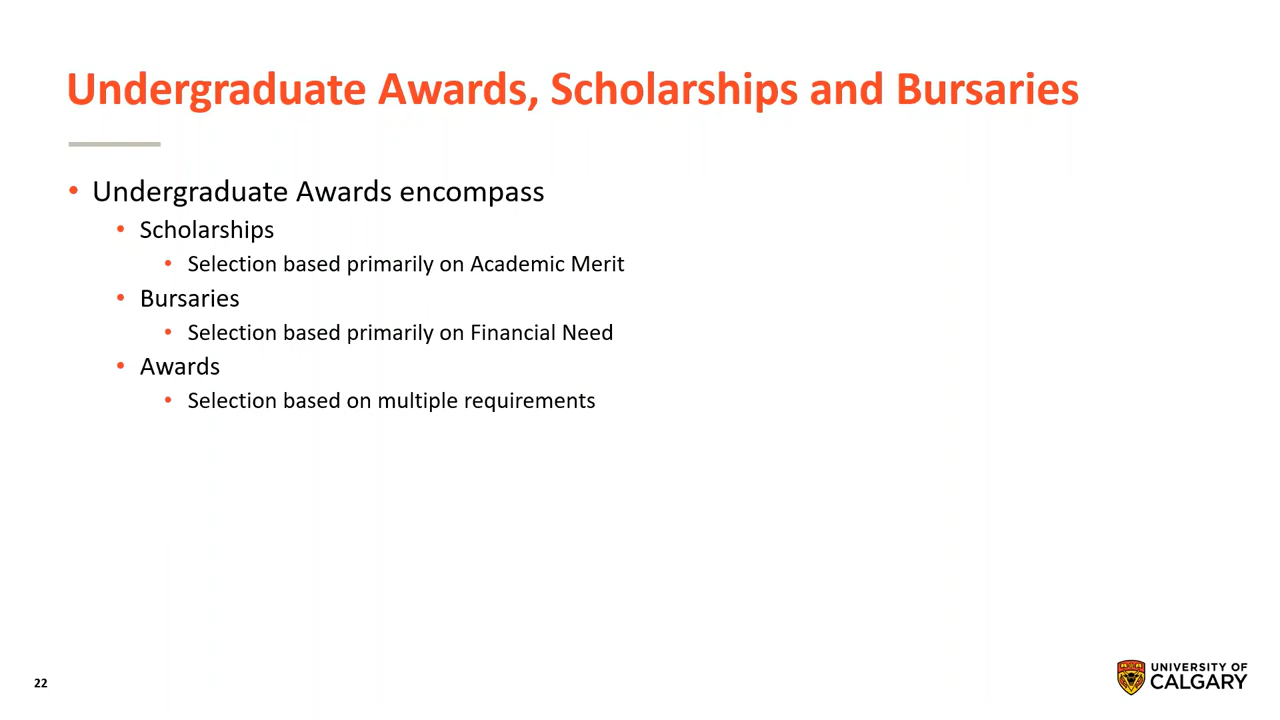 Undergraduate Awards, Scholarships and Bursaries
• Undergraduate Awards encompass
• Scholarships
• Selection based primarily on Academic Merit
• Bursaries
• Selection based primarily on Financial Need
• Awards
• Selection based on multiple requirements
22
UNIVERSITY OF
CALGARY